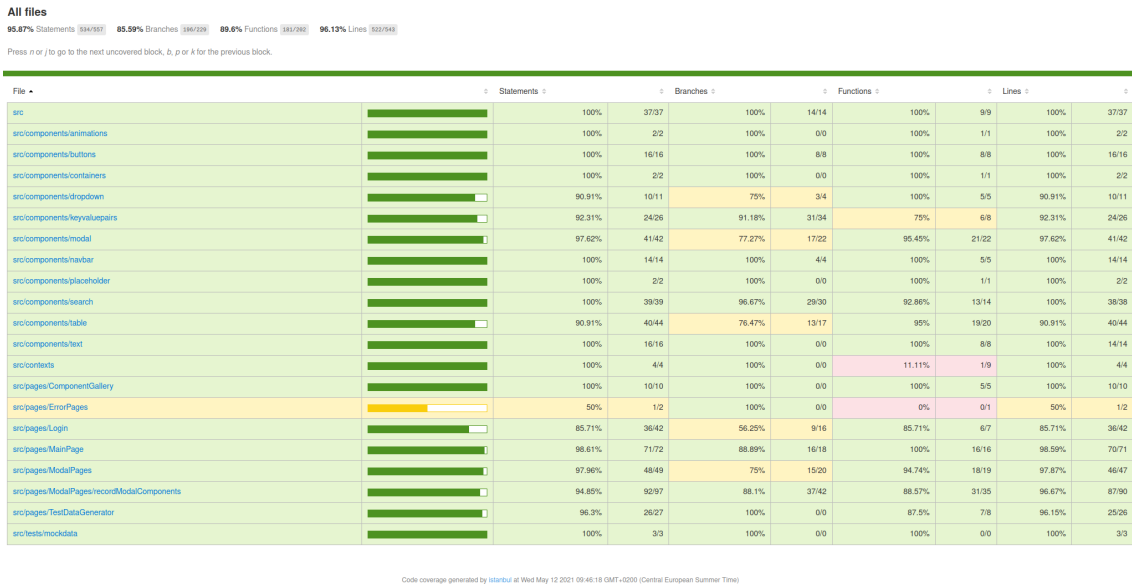 All files
95.87% Statements 534/557 85.59% Branches 196/229 89.6% Functions 181/202 96.13% Lines 522/543
Press n or j to go to the next uncovered block, b, p or k for the previous block.
File Statements Branches Functions Lines
src 100% 37/37 100% 14/14 100% 9/9 100% 37/37
src/components/animations 100% 2/2 100% 0/0 100% 1/1 100% 2/2
src/components/buttons 100% 16/16 100% 8/8 100% 8/8 100% 16/16
src/components/containers 100% 2/2 100% 0/0 100% 1/1 100% 2/2
src/components/dropdown 90.91% 10/11 75% 3/4 100% 5/5 90.91% 10/11
src/components/keyvaluepairs 92.31% 24/26 91.18% 31/34 75% 6/8 92.31% 24/26
src/components/modal 97.62% 41/42 77.27% 17/22 95.45% 21/22 97.62% 41/42
src/components/navbar 100% 14/14 100% 4/4 100% 5/5 100% 14/14
src/components/placeholder 100% 2/2 100% 0/0 100% 1/1 100% 2/2
src/components/search 100% 39/39 96.67% 29/30 92.86% 13/14 100% 38/38
src/components/table 90.91% 40/44 76.47% 13/17 95% 19/20 90.91% 40/44
src/components/text 100% 16/16 100% 0/0 100% 8/8 100% 14/14
src/contexts 100% 4/4 100% 0/0 11.11% 1/9 100% 4/4
src/pages/ComponentGallery 100% 10/10 100% 0/0 100% 5/5 100% 10/10
src/pages/ErrorPages 50% 1/2 100% 0/0 0% 0/1 50% 1/2
src/pages/Login 85.71% 36/42 56.25% 9/16 85.71% 6/7 85.71% 36/42
src/pages/MainPage 98.61% 71/72 88.89% 16/18 100% 16/16 98.59% 70/71
src/pages/ModalPages 97.96% 48/49 75% 15/20 94.74% 18/19 97.87% 46/47
src/pages/ModalPages/recordModalComponents 94.85% 92/97 88.1% 37/42 88.57% 31/35 96.67% 87/90
src/pages/TestDataGenerator 96.3% 26/27 100% 0/0 87.5% 7/8 96.15% 25/26
src/tests/mockdata 100% 3/3 100% 0/0 100% 0/0 100% 3/3
Code coverage generated by istanbul at Wed May 12 2021 09:46:18 GMT+0200 (Central European Summer Time)